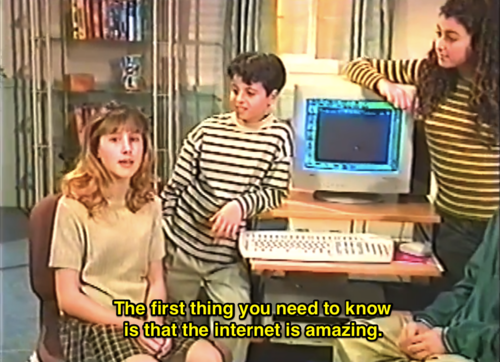 The first thing you need to know
is that the internet is amazing.